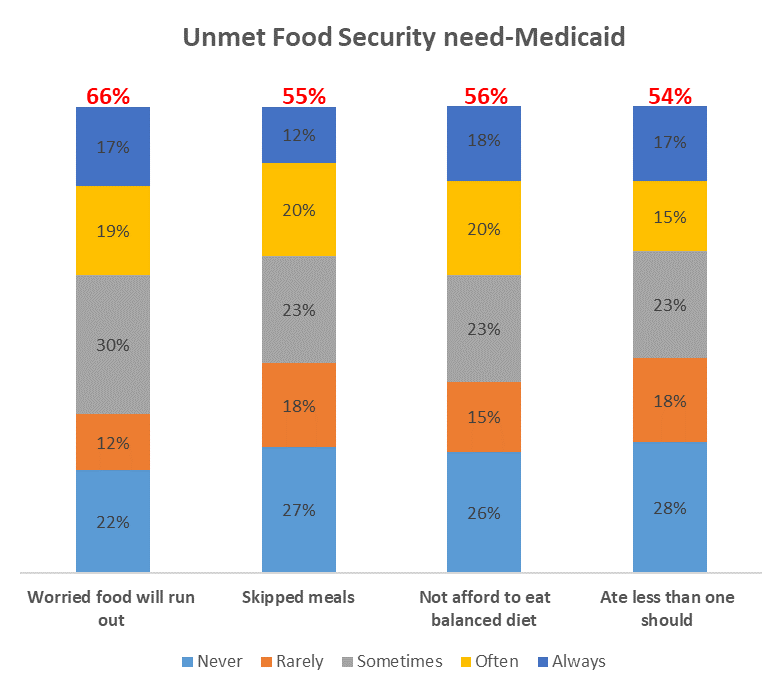 Unmet Food Security need-Medicaid
66% 55% 56% 54%
17% 12% 18% 17%
19% 20% 20% 15%
30% 23% 23% 23%
12% 18% 15% 18%
22% 27% 26% 28%
Worried food will run out
Skipped meals
Not afford to eat balanced diet
Ate less than one should
Never Rarely Sometimes Often Always